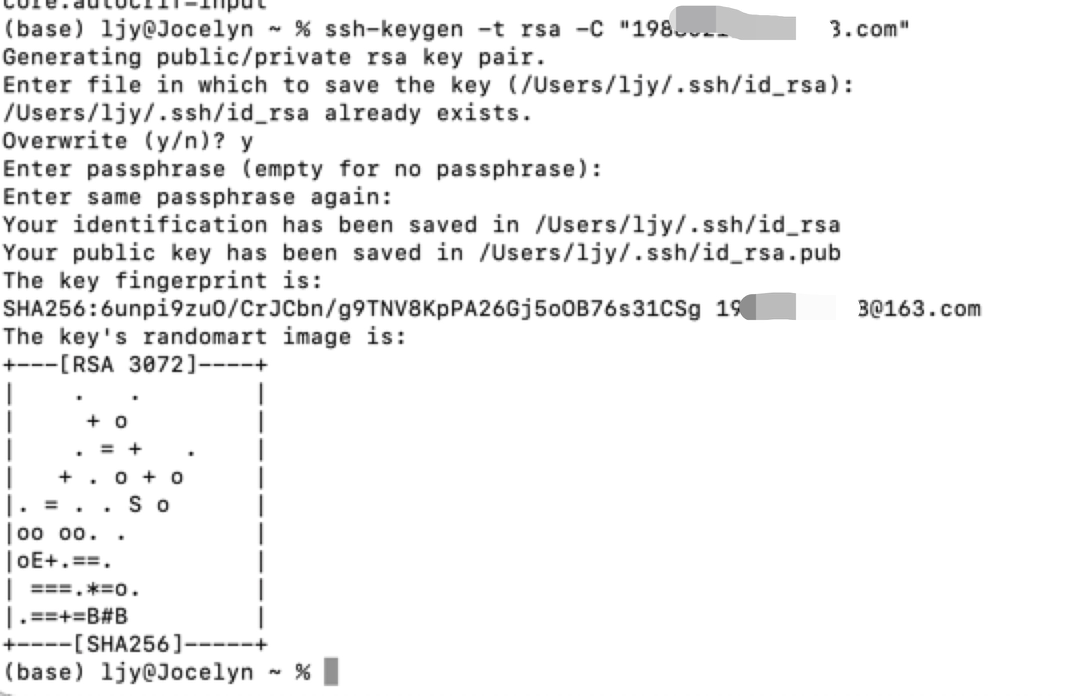 core.autocrlf=input
(base) ljy@Jocelyn ~ % ssh-keygen -t rsa -C "198 3.com"
Generating public/private rsa key pair.
Enter file in which to save the key (/Users/ljy/.ssh/id_rsa):
/Users/ljy/.ssh/id_rsa already exists.
Overwrite (y/n)? y
Enter passphrase (empty for no passphrase):
Enter same passphrase again:
Your identification has been saved in /Users/ljy/.ssh/id_rsa
Your public key has been saved in /Users/ljy/.ssh/id_rsa.pub
The key fingerprint is:
SHA256:6unpi9zuO/CrJCbn/g9TNV8KpPA26Gj5oOB76s31CSg 19 3@163.com
The key's randomart image is:
+---[RSA 3072]----+
|    .   .        |
|     + o         |
|    . = +   .    |
|   + . o + o     |
|. = . . S o      |
|oo oo. .         |
|oE+.==.          |
| ===.*=o.        |
|.==+=B#B         |
+----[SHA256]-----+
(base) ljy@Jocelyn ~ %